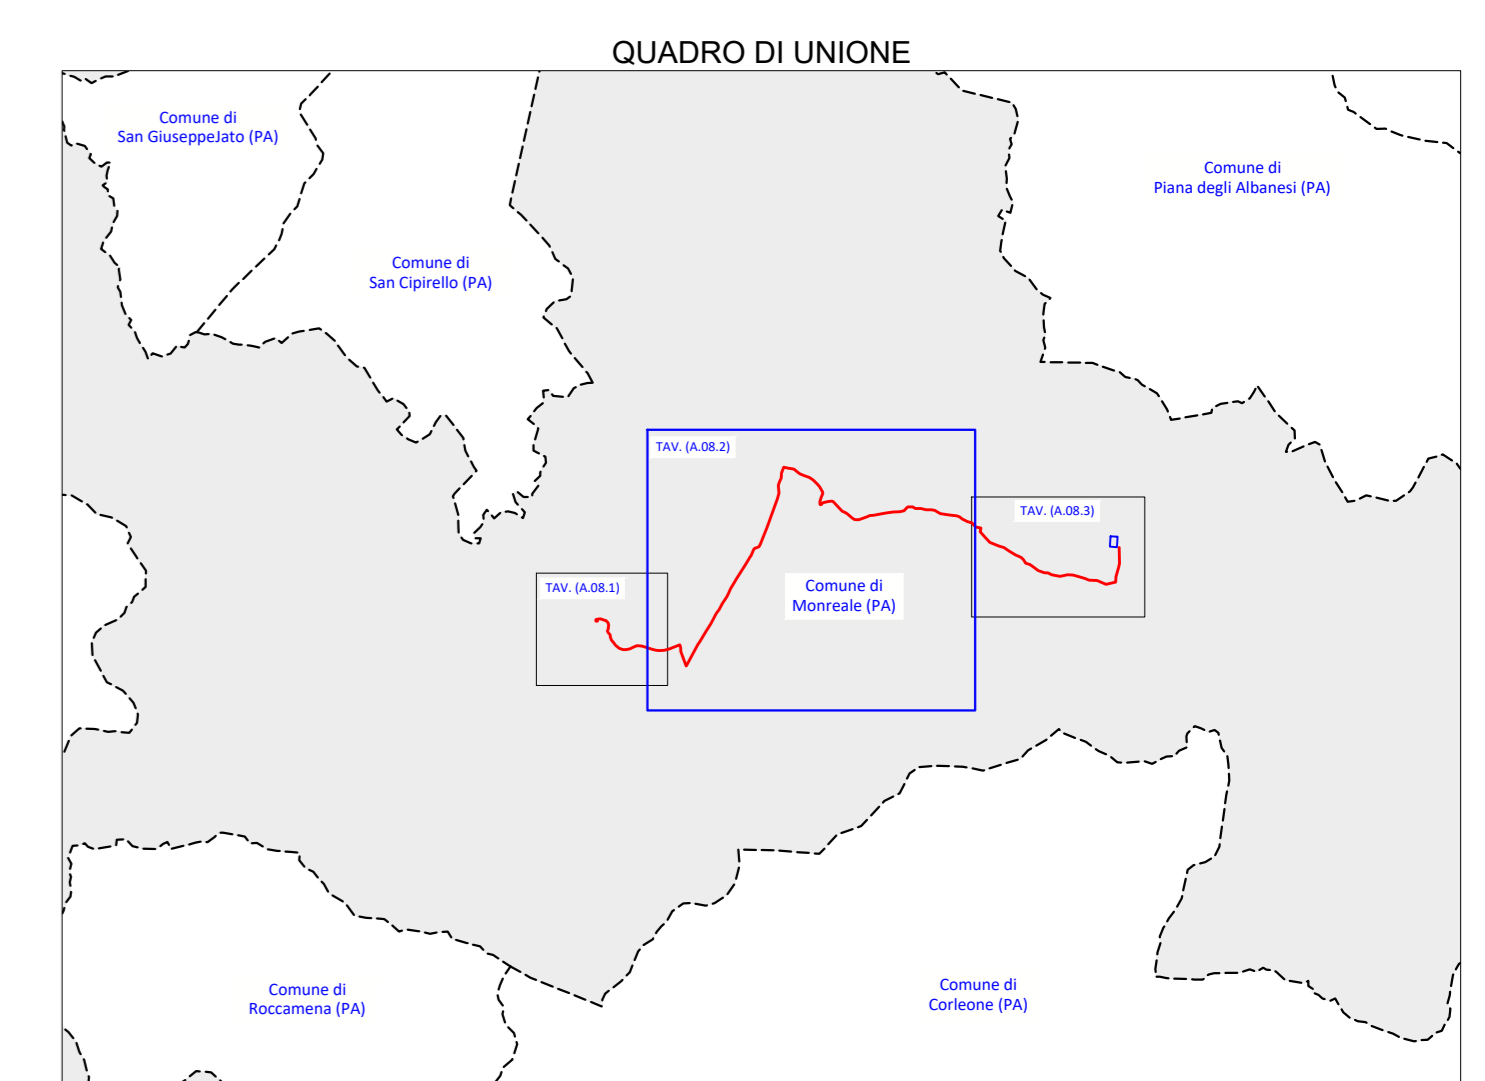 QUADRO DI UNIONE
Comune di
San GiuseppeJato (PA)
Comune di
Piana degli Albanesi (PA)
Comune di
San Cipirello (PA)
TAV. (A.08.2)
TAV. (A.08.3)
TAV. (A.08.1)
Comune di
Monreale (PA)
Comune di
Roccamena (PA)
Comune di
Corleone (PA)